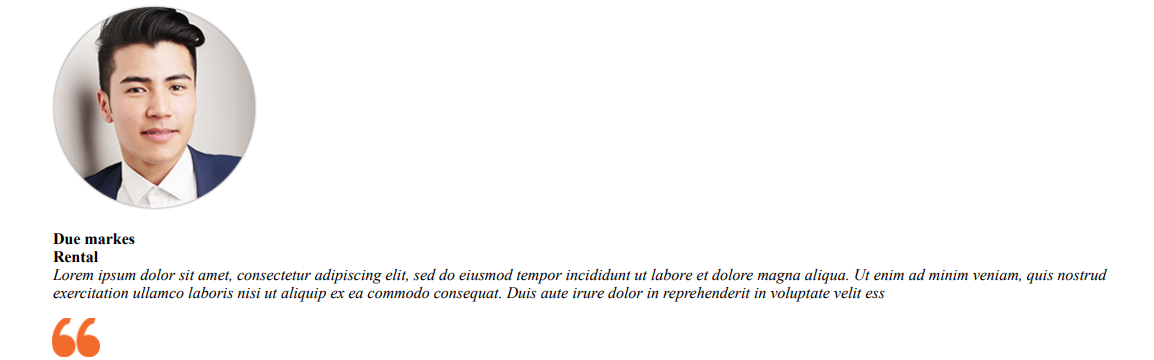 Due markes
Rental
Lorem ipsum dolor sit amet, consectetur adipiscing elit, sed do eiusmod tempor incididunt ut labore et dolore magna aliqua. Ut enim ad minim veniam, quis nostrud
exercitation ullamco laboris nisi ut aliquip ex ea commodo consequat. Duis aute irure dolor in reprehenderit in voluptate velit ess